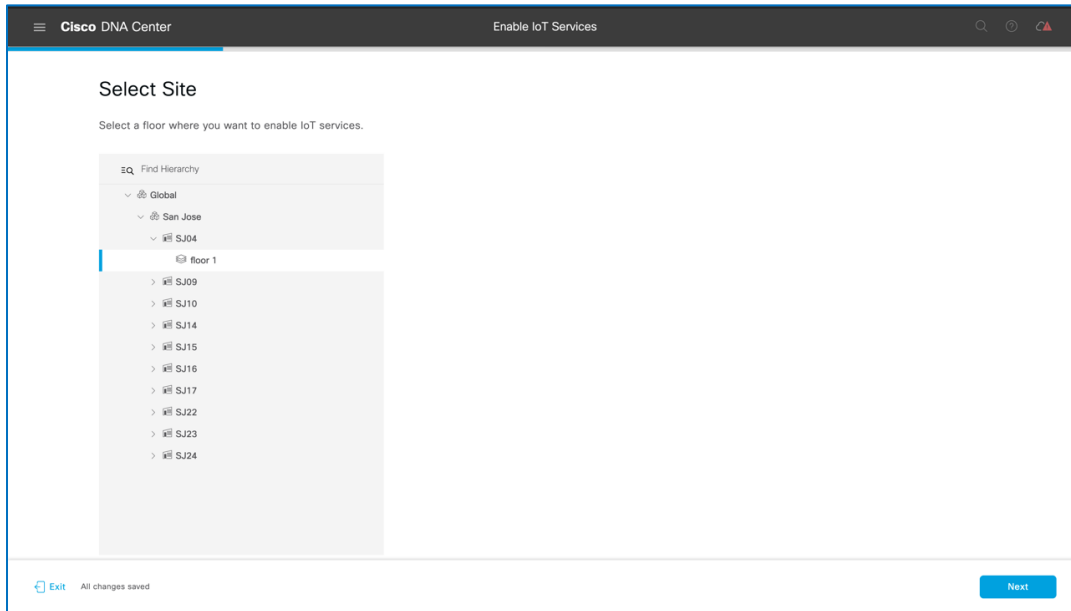 Cisco DNA Center
Enable IoT Services
Select Site
Select a floor where you want to enable IoT services.
Find Hierarchy
Global
San Jose
SJ04
floor 1
SJ09
SJ10
SJ14
SJ15
SJ16
SJ17
SJ22
SJ23
SJ24
Exit
All changes saved
Next